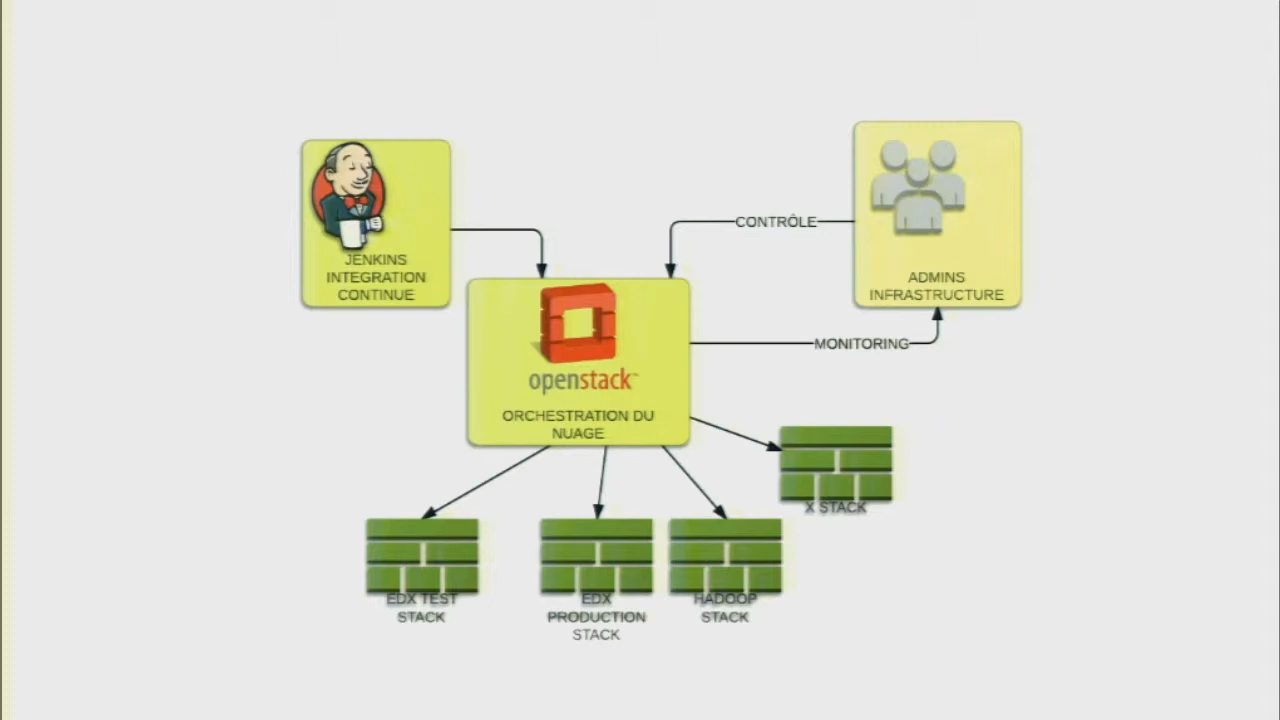 JENKINS
INTEGRATION
CONTINUE
CONTRÔLE
ADMINS
INFRASTRUCTURE
openstack™
ORCHESTRATION DU
NUAGE
MONITORING
X STACK
EDX TEST
STACK
EDX
PRODUCTION
STACK
HADOOP
STACK